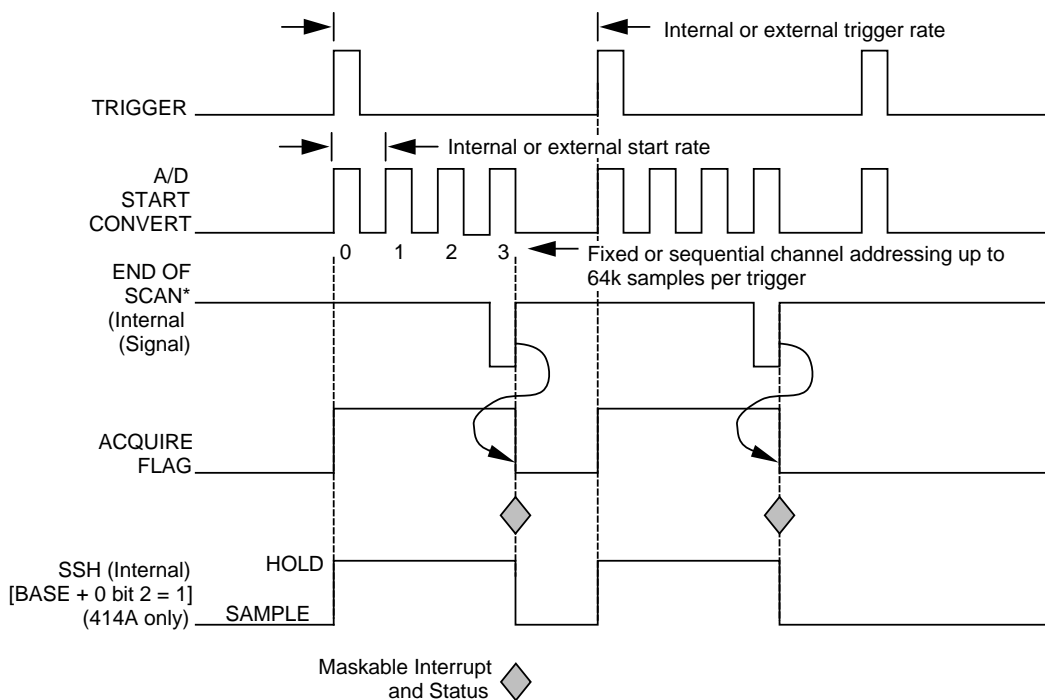 Internal or external trigger rate
TRIGGER
Internal or external start rate
A/D
START
CONVERT
0 1 2 3
Fixed or sequential channel addressing up to
64k samples per trigger
END OF
SCAN*
(Internal
(Signal)
ACQUIRE
FLAG
HOLD
SSH (Internal)
[BASE + 0 bit 2 = 1]
(414A only)
SAMPLE
Maskable Interrupt
and Status